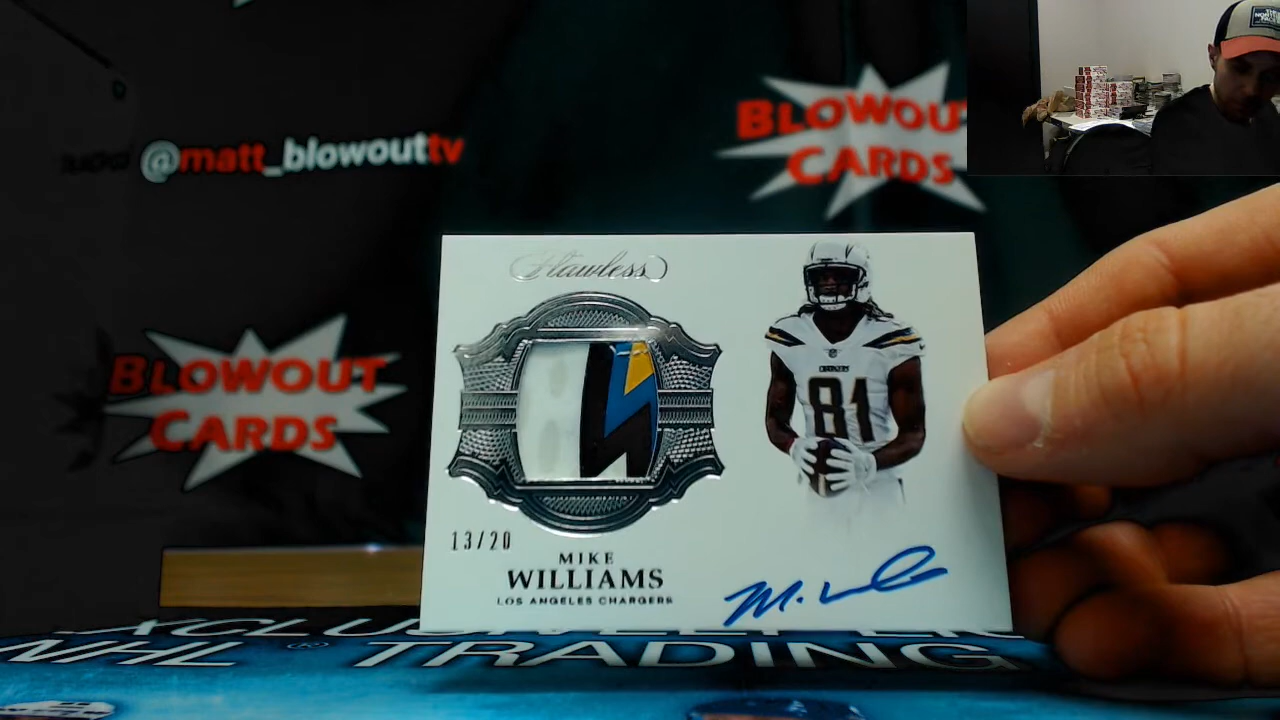 @matt_blowouttv
BLOWOUT
CARDS
BLOWOUT
CARDS
Flawless
CHARGERS
81
13/20
MIKE
WILLIAMS
LOS ANGELES CHARGERS
M. W
NHL ® TRADING